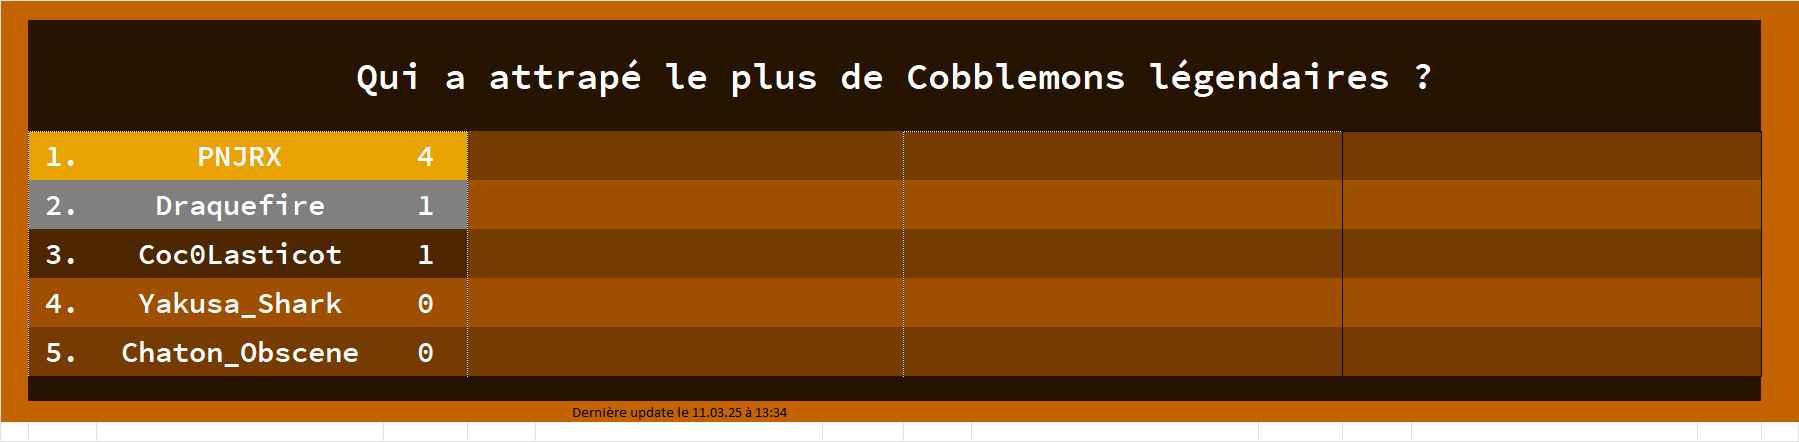 Qui a attrapé le plus de Cobblemons légendaires ?
1. PNJRX 4
2. Draquefire 1
3. Coc0Lasticot 1
4. Yakusa_Shark 0
5. Chaton_Obscene 0
Dernière update le 11.03.25 à 13:34